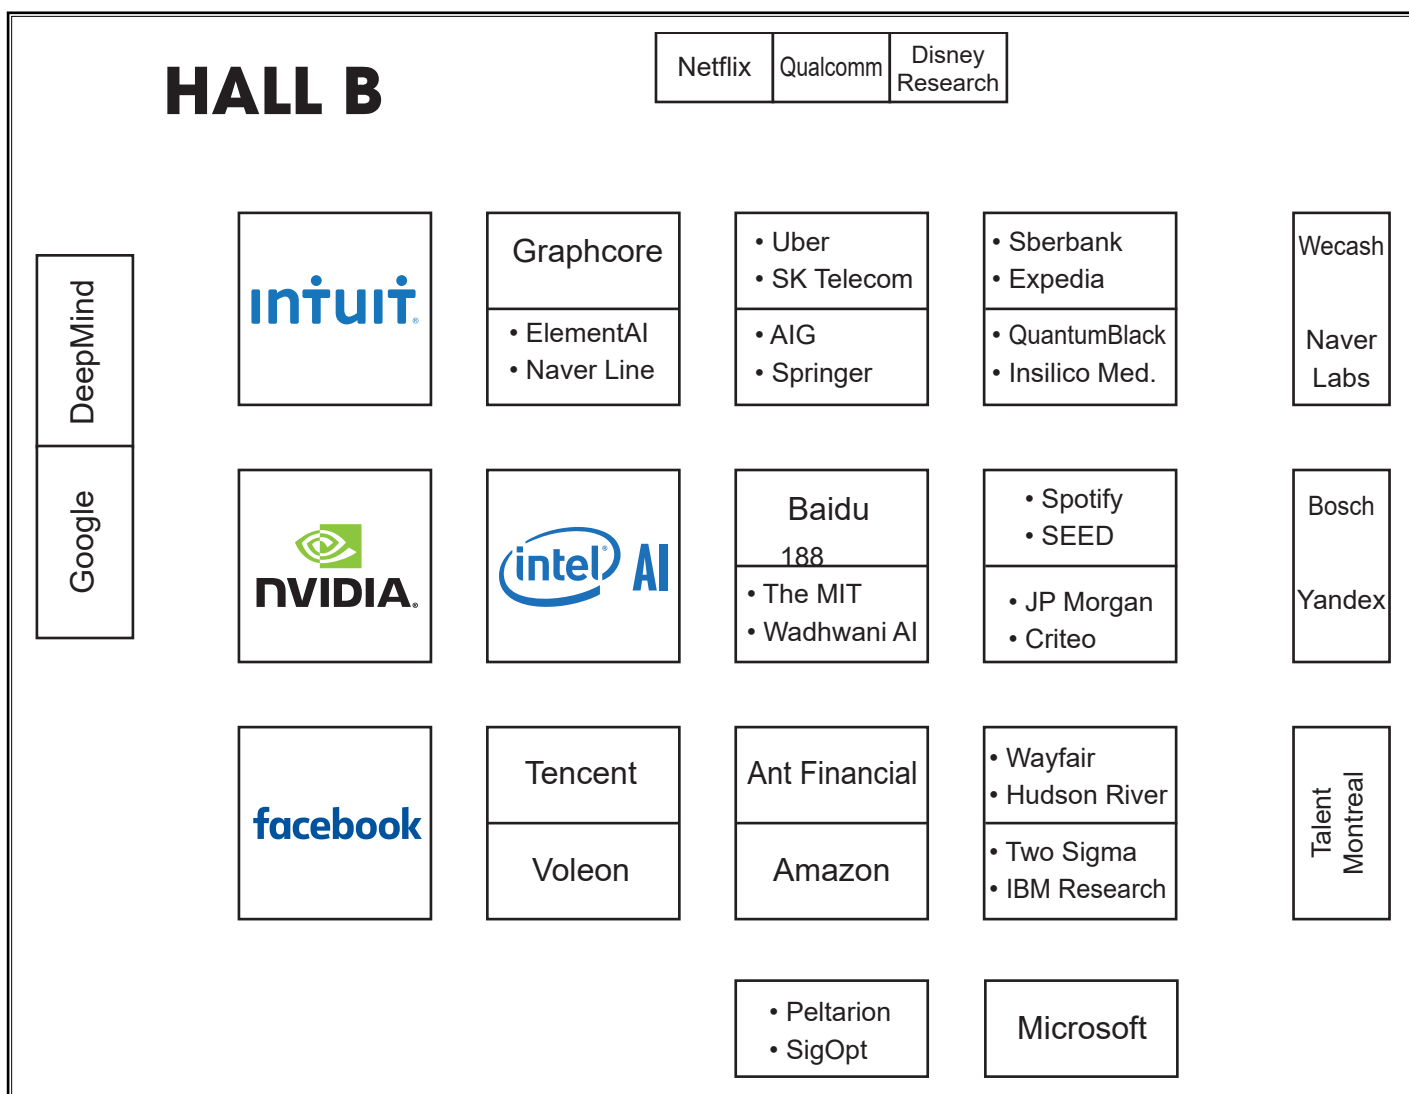 HALL B
Netflix
Qualcomm
Disney
Research
DeepMind
Google
intuit®
Graphcore
• ElementAI
• Naver Line
• Uber
• SK Telecom
• AIG
• Springer
• Sberbank
• Expedia
• QuantumBlack
• Insilico Med.
Wecash
Naver
Labs
nVIDIA®
intel® AI
Baidu
188
• The MIT
• Wadhwani AI
• Spotify
• SEED
• JP Morgan
• Criteo
Bosch
Yandex
facebook
Tencent
Voleon
Ant Financial
Amazon
• Wayfair
• Hudson River
• Two Sigma
• IBM Research
Talent
Montreal
• Peltarion
• SigOpt
Microsoft